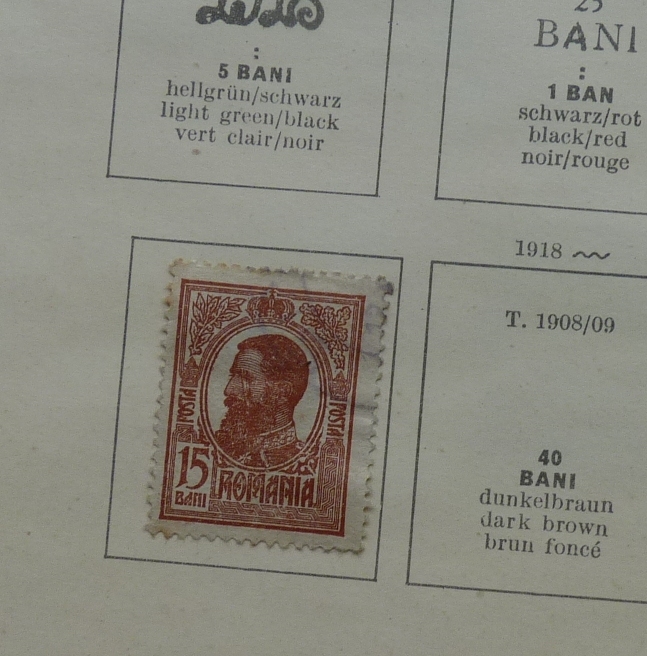 :
5 BANI
hellgrün/schwarz
light green/black
vert clair/noir
25
BANI
:
1 BAN
schwarz/rot
black/red
noir/rouge
1918
T. 1908/09
POSTA
POSTA
15
BANI
ROMANIA
40
BANI
dunkelbraun
dark brown
brun foncé